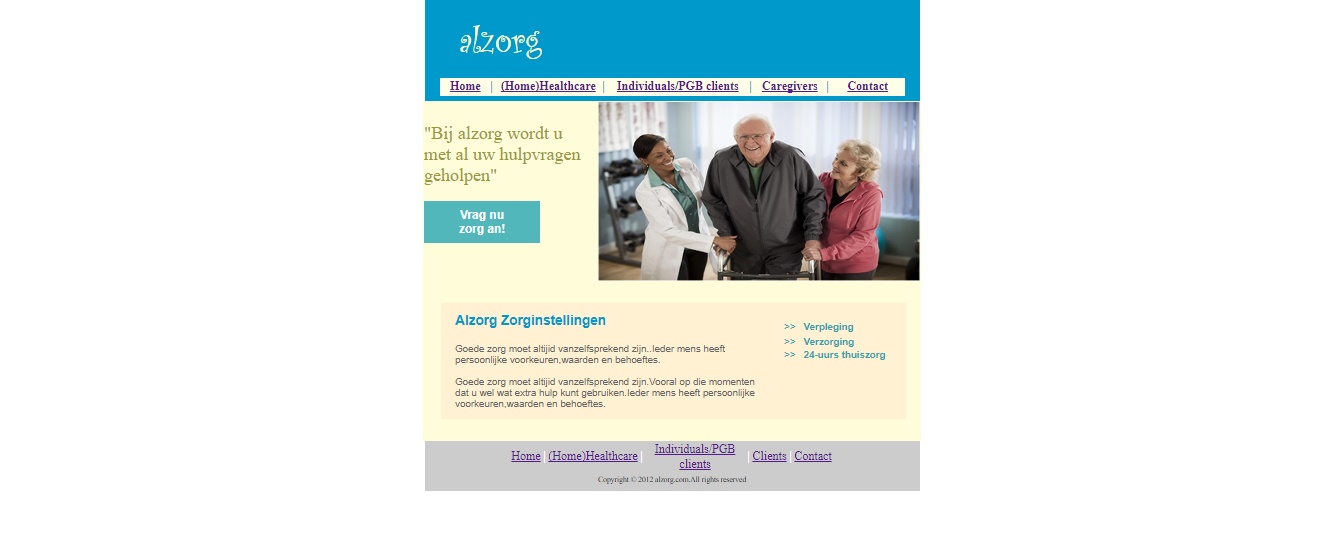 alzorg
Home | (Home)Healthcare | Individuals/PGB clients | Caregivers | Contact
"Bij alzorg wordt u
met al uw hulpvragen
geholpen"
Vrag nu
zorg an!
Alzorg Zorginstellingen
Goede zorg moet altijid vanzelfsprekend zijn..Ieder mens heeft
persoonlijke voorkeuren,waarden en behoeftes.
Goede zorg moet altijid vanzelfsprekend zijn.Vooral op die momenten
dat u wel wat extra hulp kunt gebruiken.Ieder mens heeft persoonlijke
voorkeuren,waarden en behoeftes.
>> Verpleging
>> Verzorging
>> 24-uurs thuiszorg
Home | (Home)Healthcare | Individuals/PGB
clients | Clients | Contact
Copyright © 2012 alzorg.com.All rights reserved